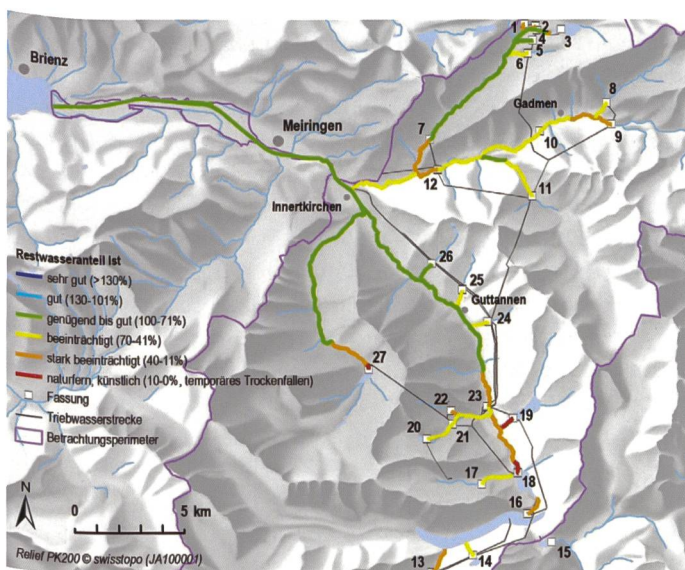 1
2
3
4
5
6
Brienz
8
Gadmen
9
7
10
Meiringen
12
11
Innertkirchen
Restwasseranteil Ist
sehr gut (>130%)
gut (130-101%)
genügend bis gut (100-71%)
beeinträchtigt (70-41%)
stark beeinträchtigt (40-11%)
naturfern, künstlich (10-0%, temporäres Trockenfallen)
Fassung
Triebwasserstrecke
Betrachtungsperimeter
26
25
Guttannen
24
27
22
23
19
20
21
17
18
16
N
0
5 km
15
14
13
Relief PK200 © swisstopo (JA100001)